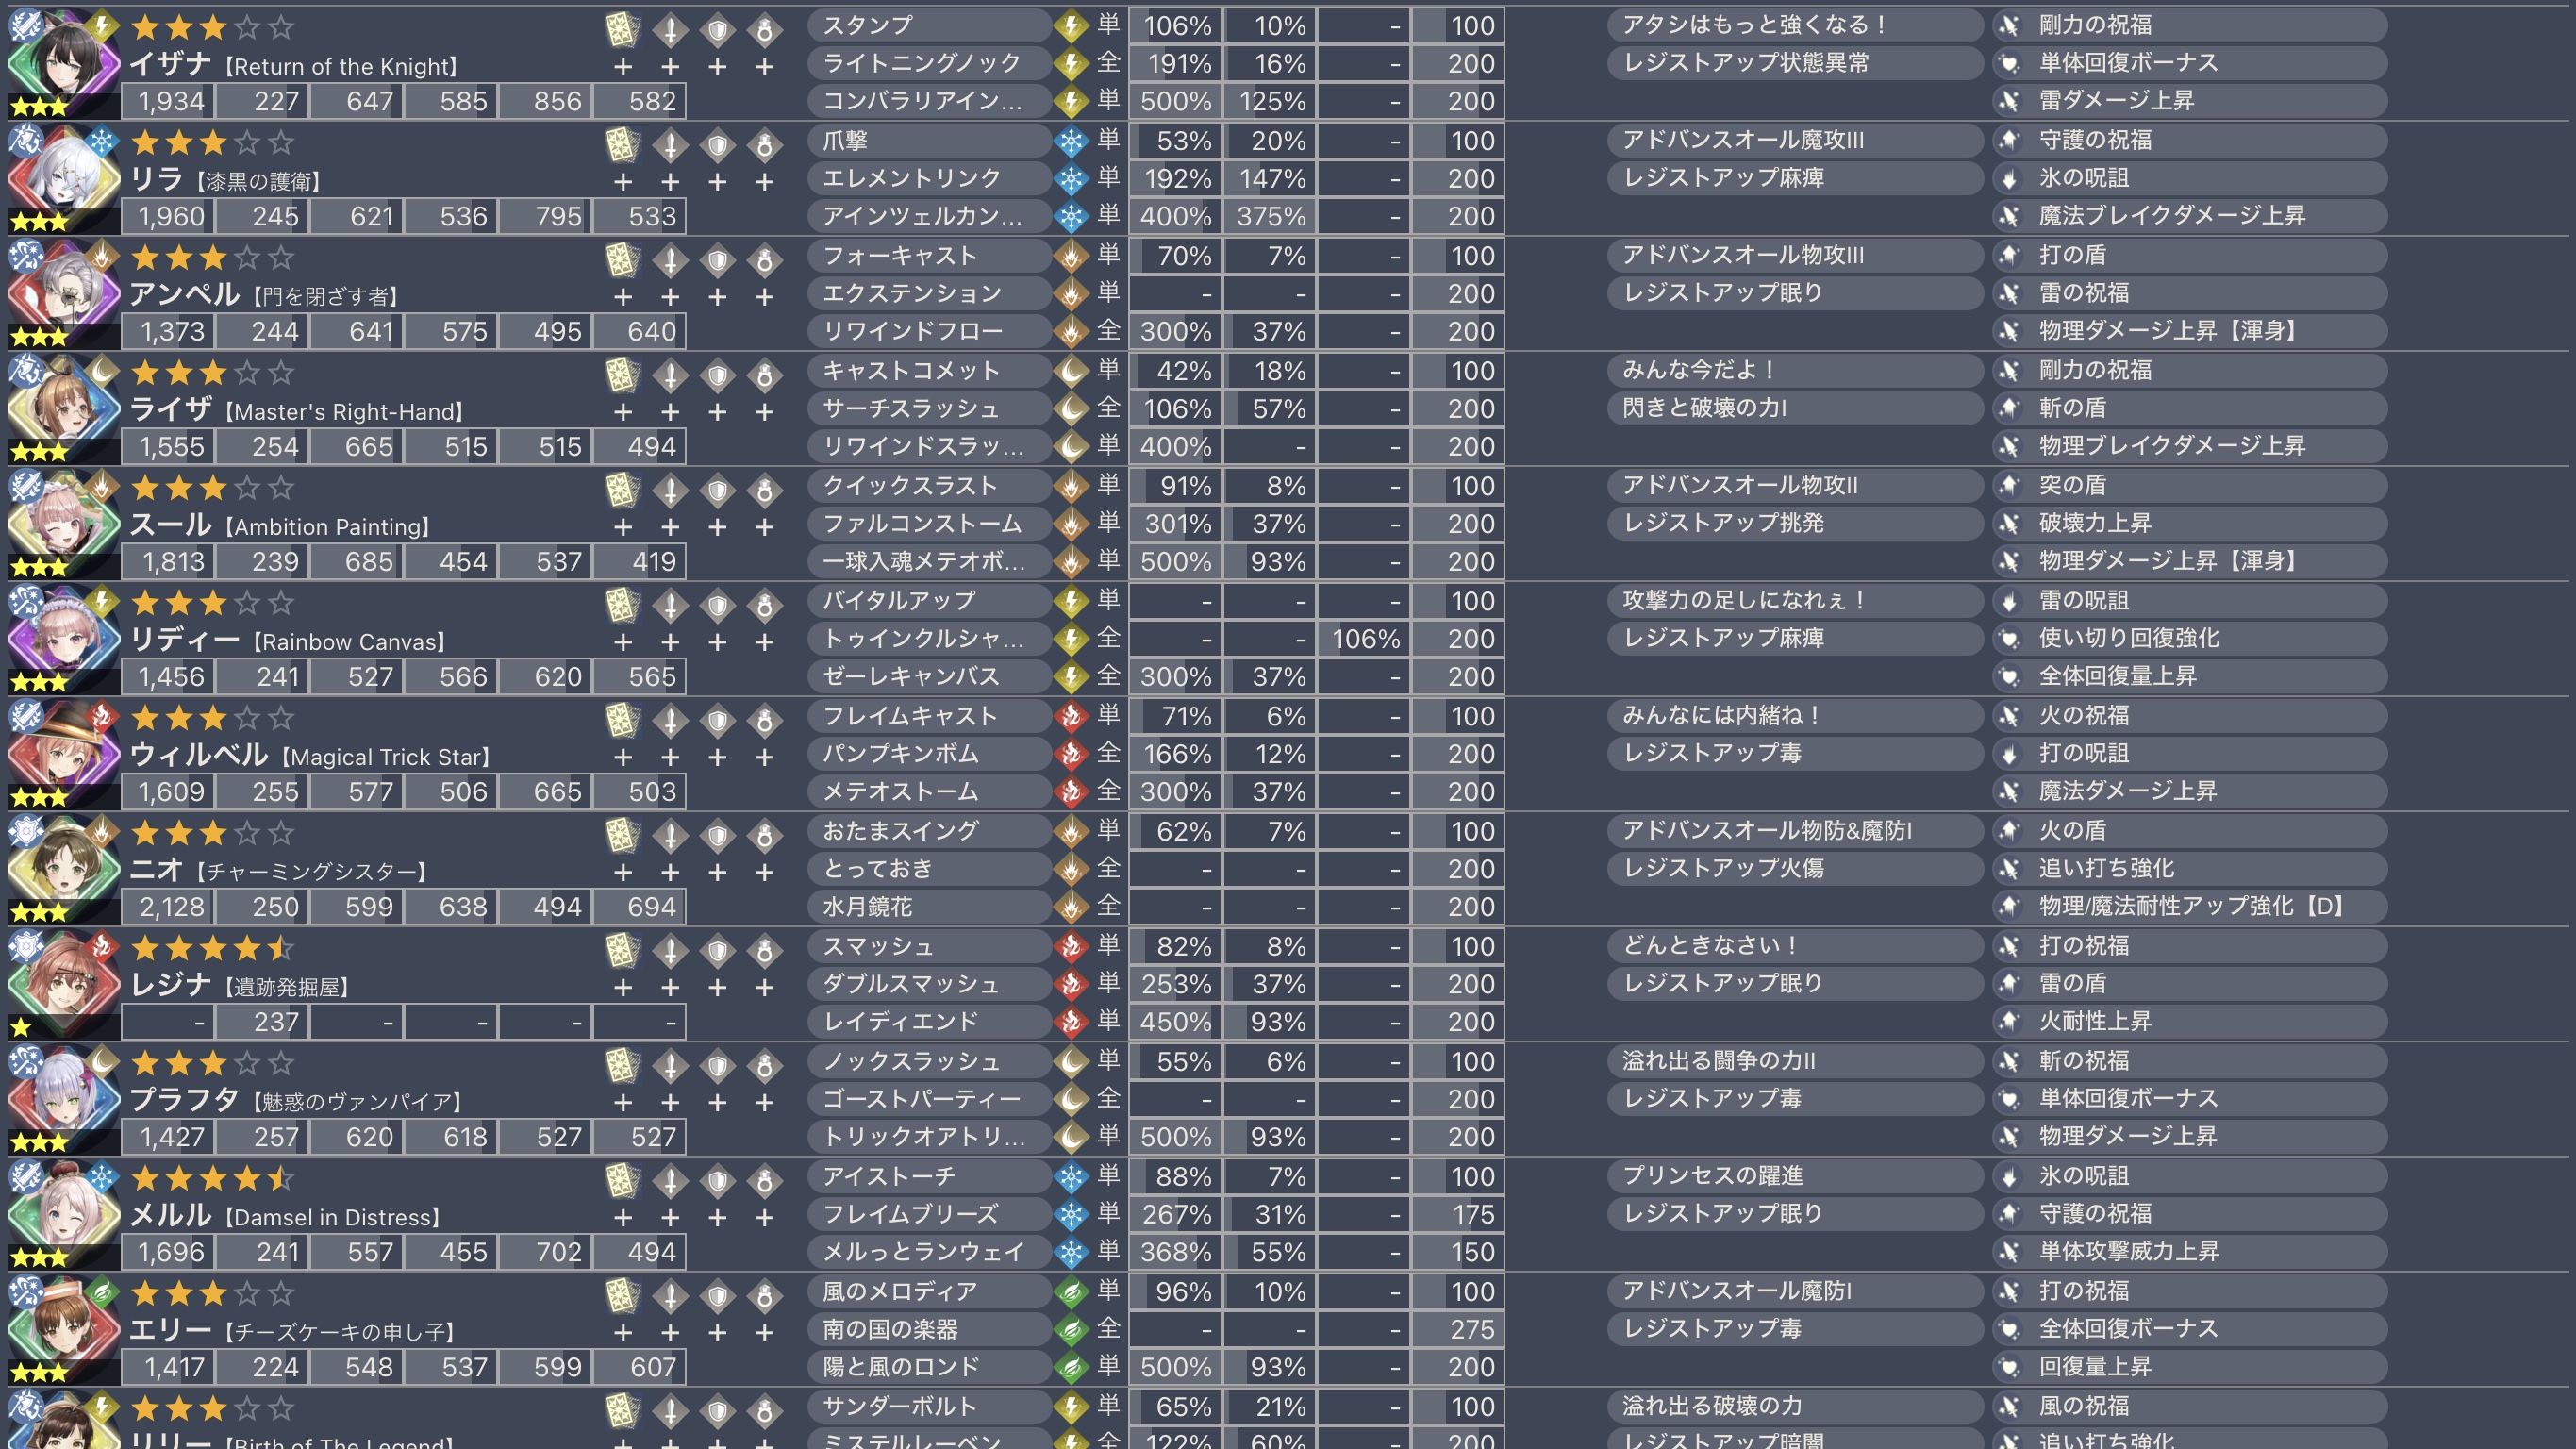 スタンプ 単 106% 10% - 100 アタシはもっと強くなる！ 剛力の祝福
イザナ【Return of the Knight】 ライトニングノック 全 191% 16% - 200 レジストアップ状態異常 単体回復ボーナス
1,934 227 647 585 856 582 コンバラリアイン... 単 500% 125% - 200 雷ダメージ上昇
爪撃 単 53% 20% - 100 アドバンスオール魔攻III 守護の祝福
リラ【漆黒の護衛】 エレメントリンク 単 192% 147% - 200 レジストアップ麻痺 氷の呪詛
1,960 245 621 536 795 533 アインツェルカン... 単 400% 375% - 200 魔法ブレイクダメージ上昇
フォーキャスト 単 70% 7% - 100 アドバンスオール物攻III 打の盾
アンペル【門を閉ざす者】 エクステンション 単 - - - 200 レジストアップ眠り 雷の祝福
1,373 244 641 575 495 640 リワインドフロー 全 300% 37% - 200 物理ダメージ上昇【渾身】
キャストコメット 単 42% 18% - 100 みんな今だよ！ 剛力の祝福
ライザ【Master's Right-Hand】 サーチスラッシュ 全 106% 57% - 200 閃きと破壊の力I 斬の盾
1,555 254 665 515 515 494 リワインドスラッ... 単 400% - - 200 物理ブレイクダメージ上昇
クイックスラスト 単 91% 8% - 100 アドバンスオール物攻II 突の盾
スール【Ambition Painting】 ファルコンストーム 単 301% 37% - 200 レジストアップ挑発 破壊力上昇
1,813 239 685 454 537 419 一球入魂メテオボ... 単 500% 93% - 200 物理ダメージ上昇【渾身】
バイタルアップ 単 - - - 100 攻撃力の足しになれぇ！ 雷の呪詛
リディー【Rainbow Canvas】 トゥインクルシャ... 全 - - 106% 200 レジストアップ麻痺 使い切り回復強化
1,456 241 527 566 620 565 ゼーレキャンバス 全 300% 37% - 200 全体回復量上昇
フレイムキャスト 単 71% 6% - 100 みんなには内緒ね！ 火の祝福
ウィルベル【Magical Trick Star】 パンプキンボム 全 166% 12% - 200 レジストアップ毒 打の呪詛
1,609 255 577 506 665 503 メテオストーム 全 300% 37% - 200 魔法ダメージ上昇
おたまスイング 単 62% 7% - 100 アドバンスオール物防&魔防I 火の盾
ニオ【チャーミングシスター】 とっておき 全 - - - 200 レジストアップ火傷 追い打ち強化
2,128 250 599 638 494 694 水月鏡花 全 - - - 200 物理/魔法耐性アップ強化【D】
スマッシュ 単 82% 8% - 100 どんときなさい！ 打の祝福
レジナ【遺跡発掘屋】 ダブルスマッシュ 単 253% 37% - 200 レジストアップ眠り 雷の盾
- 237 - - - - レイディエンド 単 450% 93% - 200 火耐性上昇
ノックスラッシュ 単 55% 6% - 100 溢れ出る闘争の力II 斬の祝福
プラフタ【魅惑のヴァンパイア】 ゴーストパーティー 全 - - - 200 レジストアップ毒 単体回復ボーナス
1,427 257 620 618 527 527 トリックオアトリ... 単 500% 93% - 200 物理ダメージ上昇
アイストーチ 単 88% 7% - 100 プリンセスの躍進 氷の呪詛
メルル【Damsel in Distress】 フレイムブリーズ 単 267% 31% - 175 レジストアップ眠り 守護の祝福
1,696 241 557 455 702 494 メルっとランウェイ 単 368% 55% - 150 単体攻撃威力上昇
風のメロディア 単 96% 10% - 100 アドバンスオール魔防I 打の祝福
エリー【チーズケーキの申し子】 南の国の楽器 全 - - - 275 レジストアップ毒 全体回復ボーナス
1,417 224 548 537 599 607 陽と風のロンド 単 500% 93% - 200 回復量上昇
サンダーボルト 単 65% 21% - 100 溢れ出る破壊の力 風の祝福
リリー【Birth of The Legend】 ミステルレーベン 全 122% 60% - 200 レジストアップ暗闇 追い打ち強化